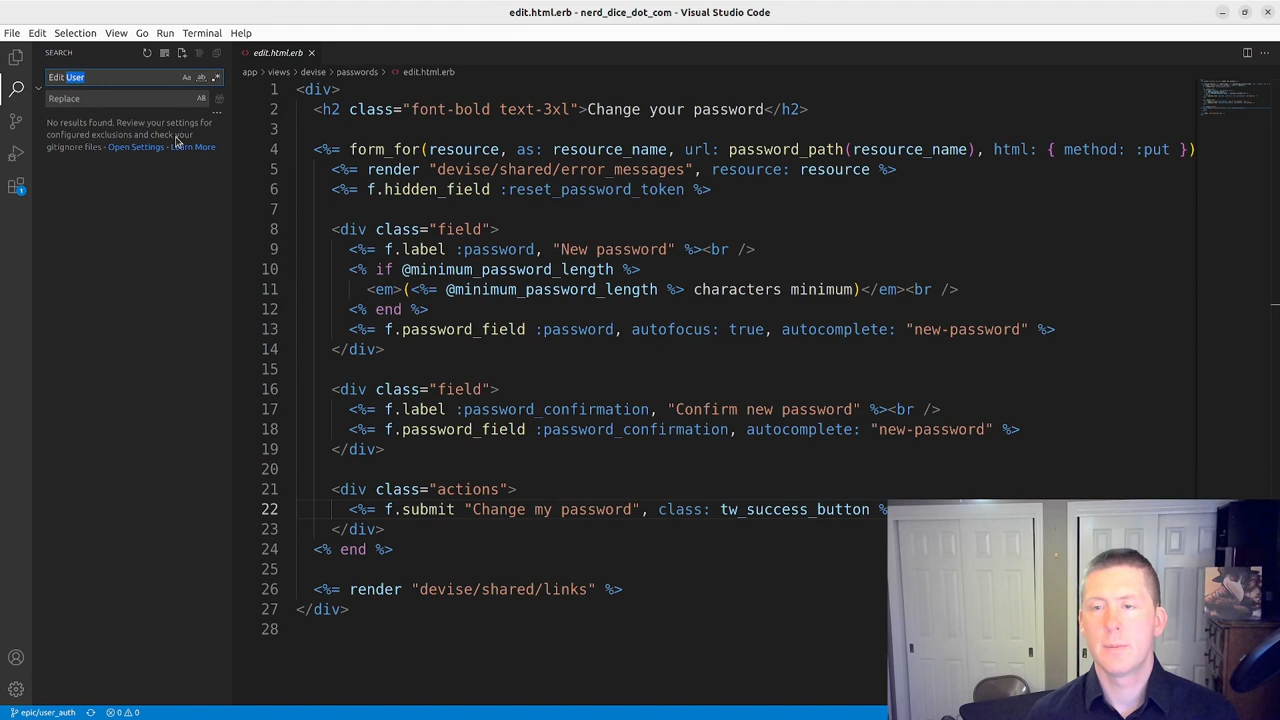 edit.html.erb - nerd_dice_dot_com - Visual Studio Code
File Edit Selection View Go Run Terminal Help
SEARCH
edit.html.erb
Edit User
Aa ab .*
Replace
AB
...
No results found. Review your settings for
configured exclusions and check your
gitignore files - Open Settings - Learn More
app > views > devise > passwords > edit.html.erb
1 <div>
2 <h2 class="font-bold text-3xl">Change your password</h2>
3
4 <%= form_for(resource, as: resource_name, url: password_path(resource_name), html: { method: :put })
5 <%= render "devise/shared/error_messages", resource: resource %>
6 <%= f.hidden_field :reset_password_token %>
7
8 <div class="field">
9 <%= f.label :password, "New password" %><br />
10 <% if @minimum_password_length %>
11 <em>(<%= @minimum_password_length %> characters minimum)</em><br />
12 <% end %>
13 <%= f.password_field :password, autofocus: true, autocomplete: "new-password" %>
14 </div>
15
16 <div class="field">
17 <%= f.label :password_confirmation, "Confirm new password" %><br />
18 <%= f.password_field :password_confirmation, autocomplete: "new-password" %>
19 </div>
20
21 <div class="actions">
22 <%= f.submit "Change my password", class: tw_success_button %
23 </div>
24 <% end %>
25
26 <%= render "devise/shared/links" %>
27 </div>
28
1
epic/user_auth 0 0